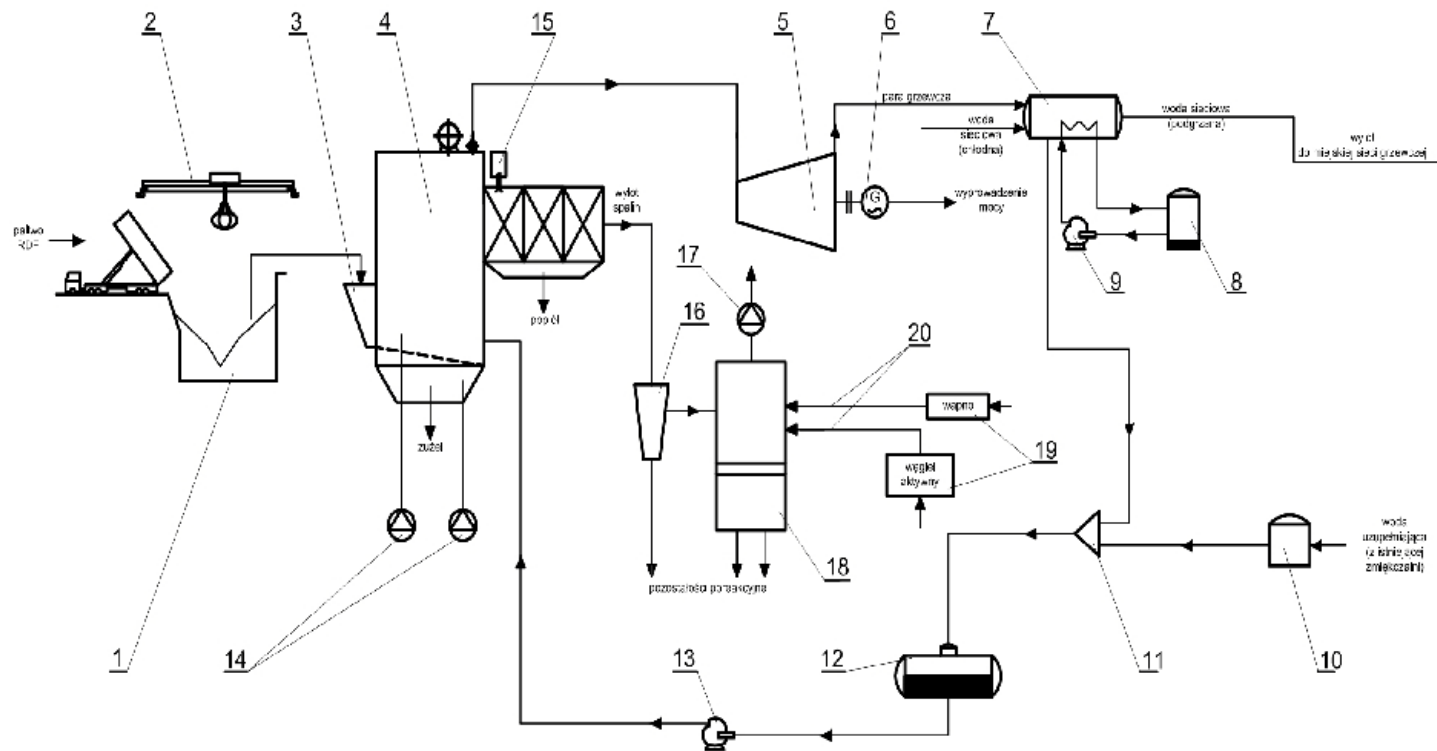 2
3
4
15
5
6
7
para grzewcza
woda
sieciowa
(chłodna)
woda sieciowa
(podgrzana)
wylot
do miejskiej sieci grzewczej
paliwo
RDF
wylot
spalin
G
wyprowadzenie
mocy
9
8
17
popiół
16
20
wapno
19
węgiel
aktywny
żużel
18
pozostałości poreakcyjne
woda
uzupełniająca
(z istniejącej
zmiękczalni)
1
14
13
12
11
10